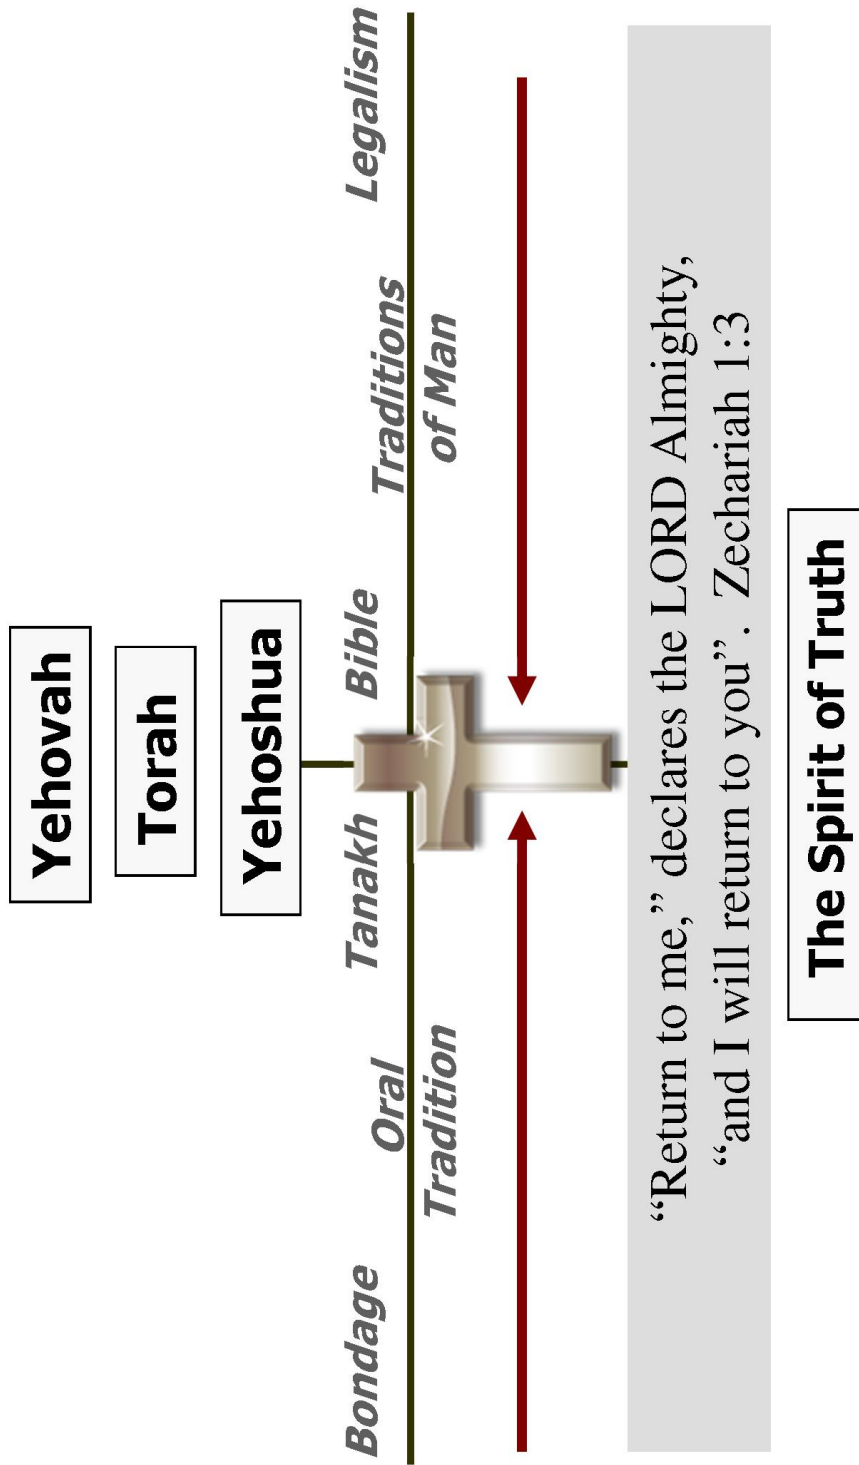 Yehovah
Torah
Yehoshua
Bondage
Oral
Tradition
Tanakh
Bible
Traditions
of Man
Legalism
“Return to me,” declares the LORD Almighty,
“and I will return to you”. Zechariah 1:3
The Spirit of Truth